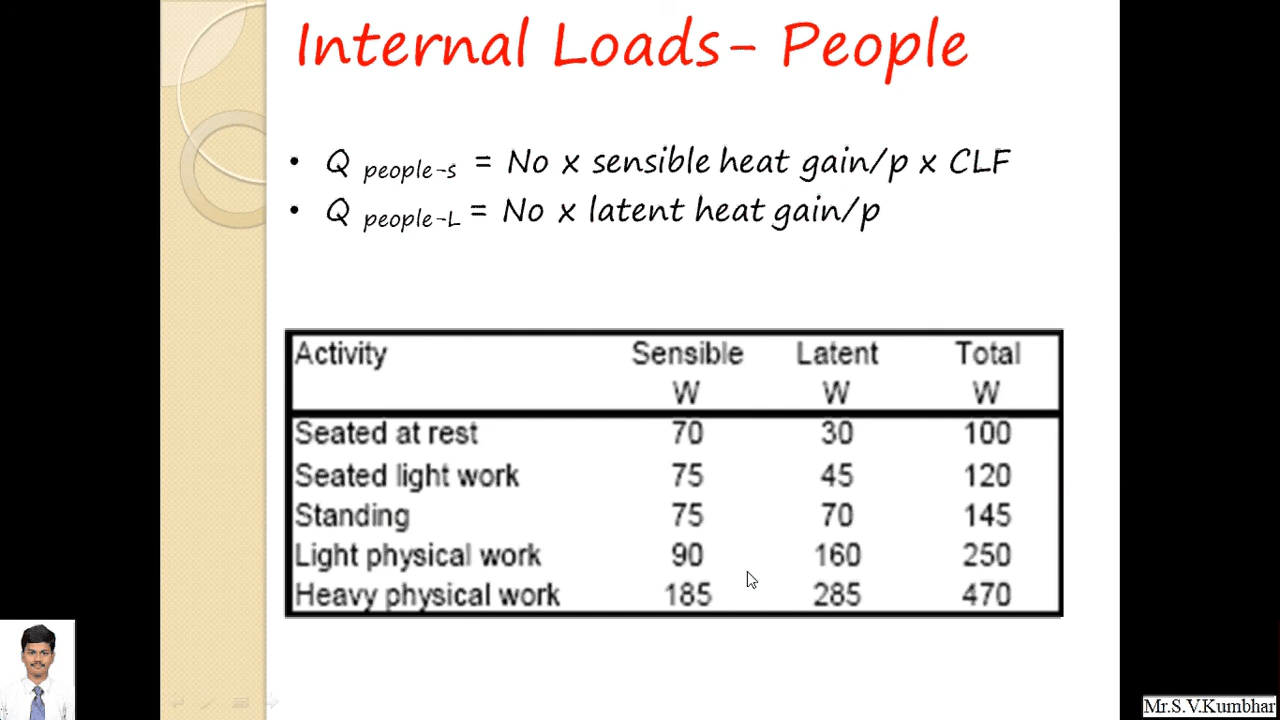 Internal Loads- People
• Q people-s = No x sensible heat gain/p x CLF
• Q people-L = No x latent heat gain/p
Activity Sensible Latent Total
W W W
Seated at rest 70 30 100
Seated light work 75 45 120
Standing 75 70 145
Light physical work 90 160 250
Heavy physical work 185 285 470
Mr.S.V.Kumbhar